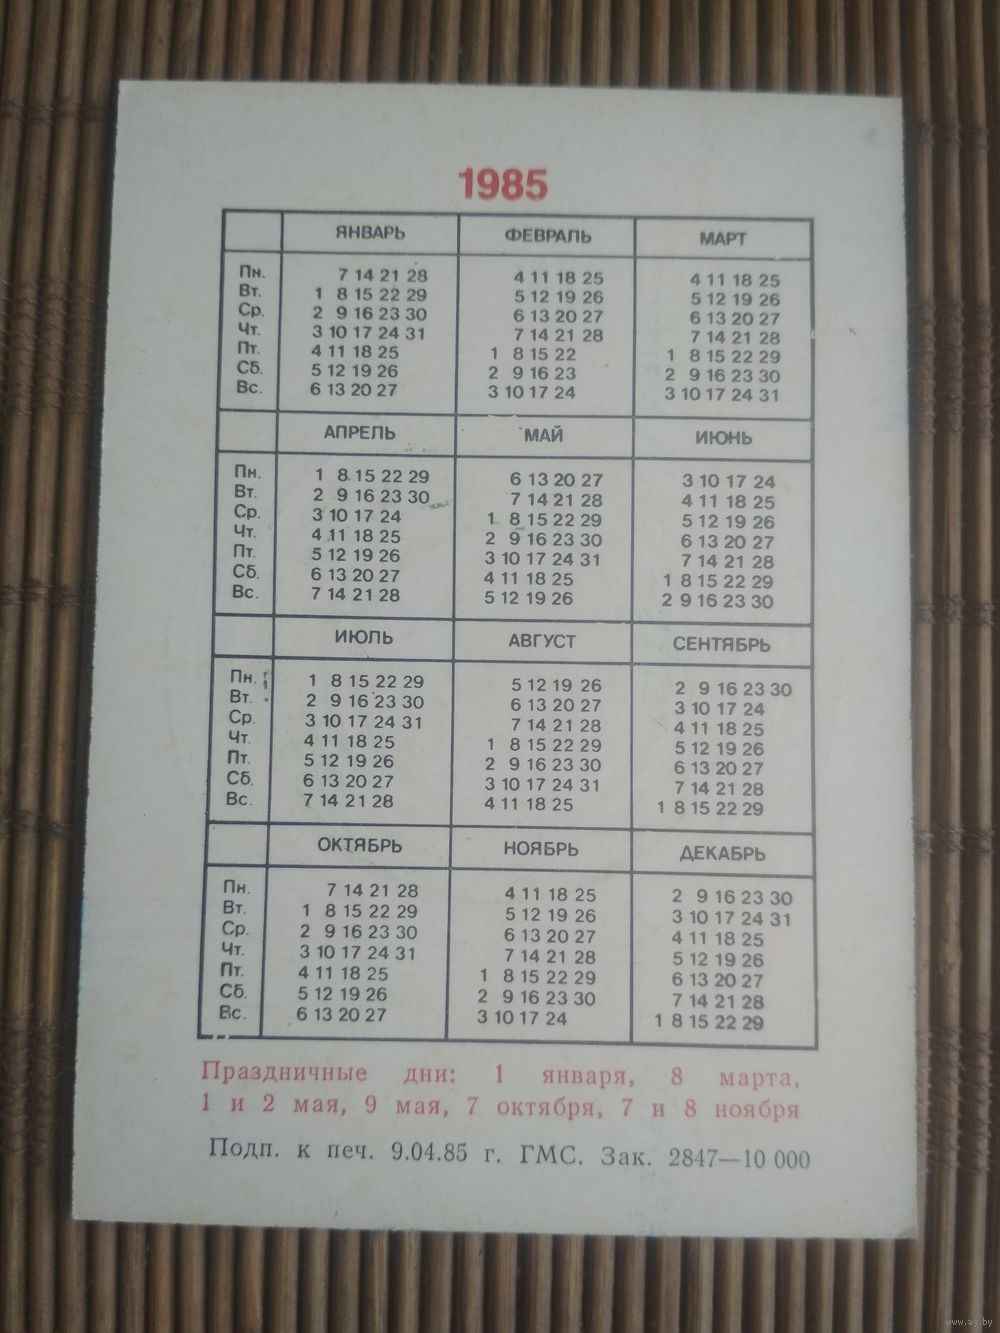 1985
ЯНВАРЬ ФЕВРАЛЬ МАРТ
Пн. 7 14 21 28 4 11 18 25 4 11 18 25
Вт. 1 8 15 22 29 5 12 19 26 5 12 19 26
Ср. 2 9 16 23 30 6 13 20 27 6 13 20 27
Чт. 3 10 17 24 31 7 14 21 28 7 14 21 28
Пт. 4 11 18 25 1 8 15 22 1 8 15 22 29
Сб. 5 12 19 26 2 9 16 23 2 9 16 23 30
Вс. 6 13 20 27 3 10 17 24 3 10 17 24 31
АПРЕЛЬ МАЙ ИЮНЬ
Пн. 1 8 15 22 29 6 13 20 27 3 10 17 24
Вт. 2 9 16 23 30 7 14 21 28 4 11 18 25
Ср. 3 10 17 24 1 8 15 22 29 5 12 19 26
Чт. 4 11 18 25 2 9 16 23 30 6 13 20 27
Пт. 5 12 19 26 3 10 17 24 31 7 14 21 28
Сб. 6 13 20 27 4 11 18 25 1 8 15 22 29
Вс. 7 14 21 28 5 12 19 26 2 9 16 23 30
ИЮЛЬ АВГУСТ СЕНТЯБРЬ
Пн. 1 8 15 22 29 5 12 19 26 2 9 16 23 30
Вт. 2 9 16 23 30 6 13 20 27 3 10 17 24
Ср. 3 10 17 24 31 7 14 21 28 4 11 18 25
Чт. 4 11 18 25 1 8 15 22 29 5 12 19 26
Пт. 5 12 19 26 2 9 16 23 30 6 13 20 27
Сб. 6 13 20 27 3 10 17 24 31 7 14 21 28
Вс. 7 14 21 28 4 11 18 25 1 8 15 22 29
ОКТЯБРЬ НОЯБРЬ ДЕКАБРЬ
Пн. 7 14 21 28 4 11 18 25 2 9 16 23 30
Вт. 1 8 15 22 29 5 12 19 26 3 10 17 24 31
Ср. 2 9 16 23 30 6 13 20 27 4 11 18 25
Чт. 3 10 17 24 31 7 14 21 28 5 12 19 26
Пт. 4 11 18 25 1 8 15 22 29 6 13 20 27
Сб. 5 12 19 26 2 9 16 23 30 7 14 21 28
Вс. 6 13 20 27 3 10 17 24 1 8 15 22 29
Праздничные дни: 1 января, 8 марта,
1 и 2 мая, 9 мая, 7 октября, 7 и 8 ноября
Подп. к печ. 9.04.85 г. ГМС. Зак. 2847—10 000
www.ay.by